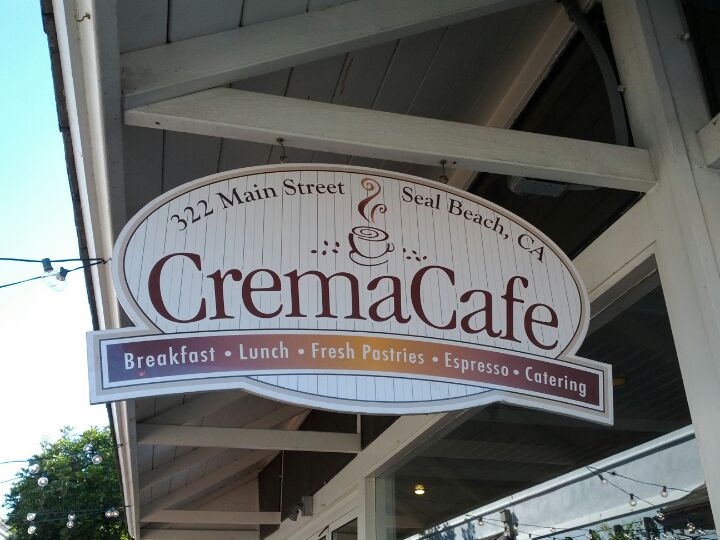 322 Main Street Seal Beach, CA
CremaCafe
Breakfast • Lunch • Fresh Pastries • Espresso • Catering